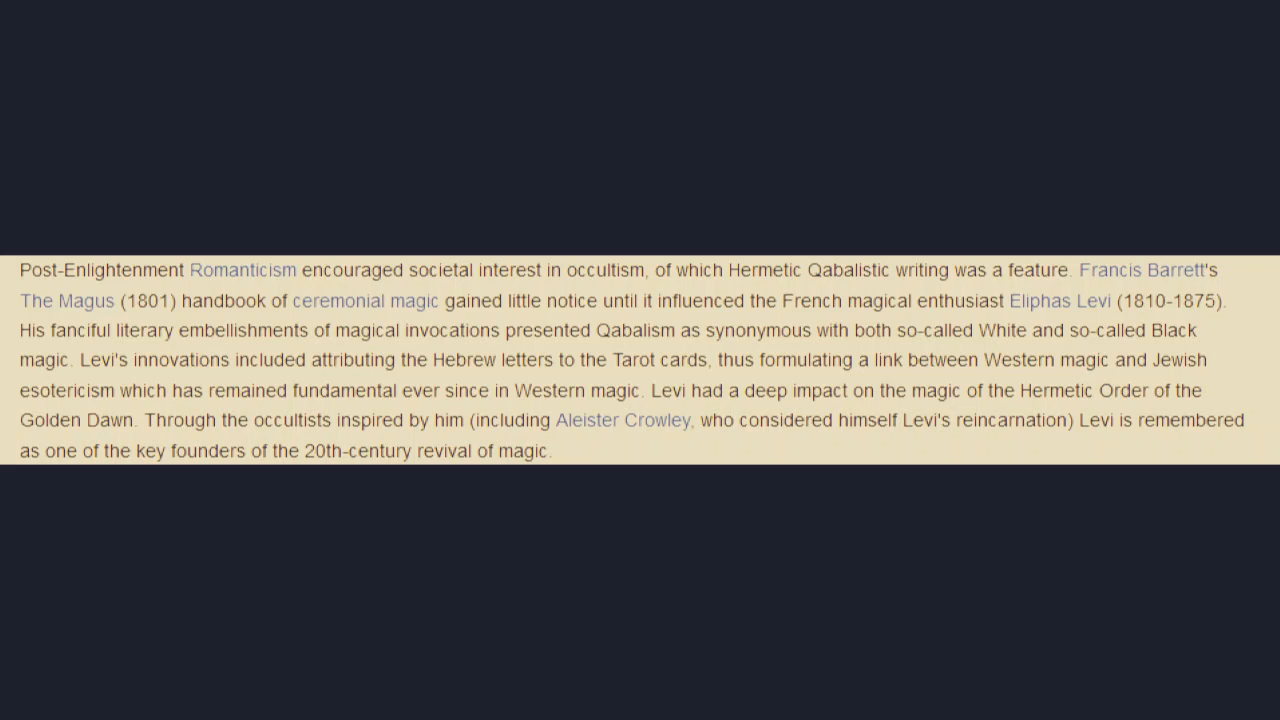 Post-Enlightenment Romanticism encouraged societal interest in occultism, of which Hermetic Qabalistic writing was a feature. Francis Barrett's
The Magus (1801) handbook of ceremonial magic gained little notice until it influenced the French magical enthusiast Eliphas Levi (1810-1875).
His fanciful literary embellishments of magical invocations presented Qabalism as synonymous with both so-called White and so-called Black
magic. Levi's innovations included attributing the Hebrew letters to the Tarot cards, thus formulating a link between Western magic and Jewish
esotericism which has remained fundamental ever since in Western magic. Levi had a deep impact on the magic of the Hermetic Order of the
Golden Dawn. Through the occultists inspired by him (including Aleister Crowley, who considered himself Levi's reincarnation) Levi is remembered
as one of the key founders of the 20th-century revival of magic.